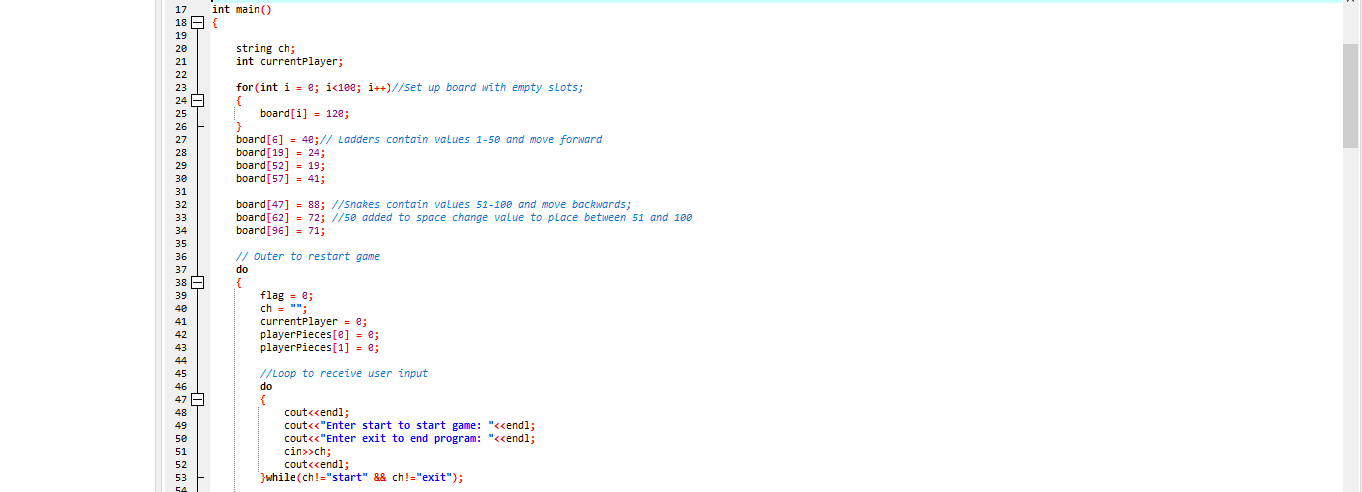 17 int main()
18 {
19
20 string ch;
21 int currentPlayer;
22
23 for(int i = 0; i<100; i++)//Set up board with empty slots;
24 {
25 board[i] = 120;
26 }
27 board[6] = 40;// Ladders contain values 1-50 and move forward
28 board[19] = 24;
29 board[52] = 19;
30 board[57] = 41;
31
32 board[47] = 88; //Snakes contain values 51-100 and move backwards;
33 board[62] = 72; //50 added to space change value to place between 51 and 100
34 board[96] = 71;
35
36 // Outer to restart game
37 do
38 {
39 flag = 0;
40 ch = "";
41 currentPlayer = 0;
42 playerPieces[0] = 0;
43 playerPieces[1] = 0;
44
45 //Loop to receive user input
46 do
47 {
48 cout<<endl;
49 cout<<"Enter start to start game: "<<endl;
50 cout<<"Enter exit to end program: "<<endl;
51 cin>>ch;
52 cout<<endl;
53 }while(ch!="start" && ch!="exit");
54